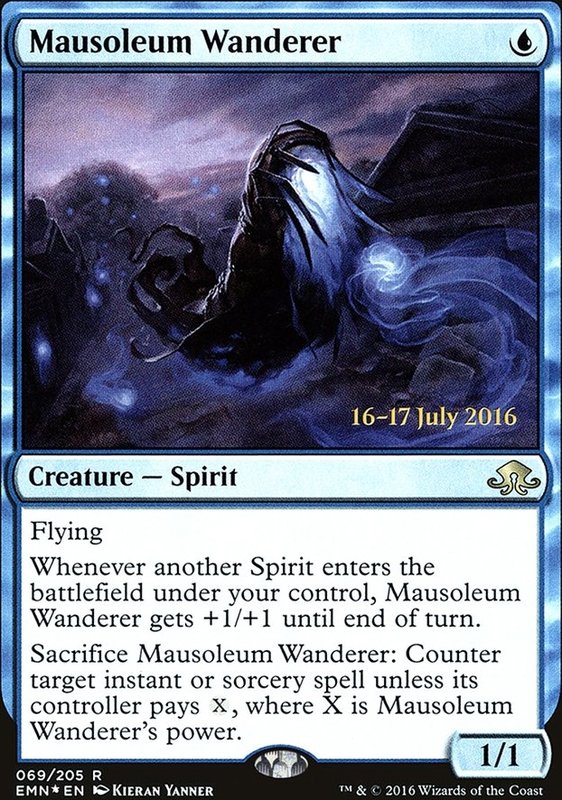 Mausoleum Wanderer
16–17 July 2016
Creature — Spirit
Flying
Whenever another Spirit enters the
battlefield under your control, Mausoleum
Wanderer gets +1/+1 until end of turn.
Sacrifice Mausoleum Wanderer: Counter
target instant or sorcery spell unless its
controller pays X, where X is Mausoleum
Wanderer's power.
1/1
069/205 R
EMN★EN Kieran Yanner
™ & © 2016 Wizards of the Coast